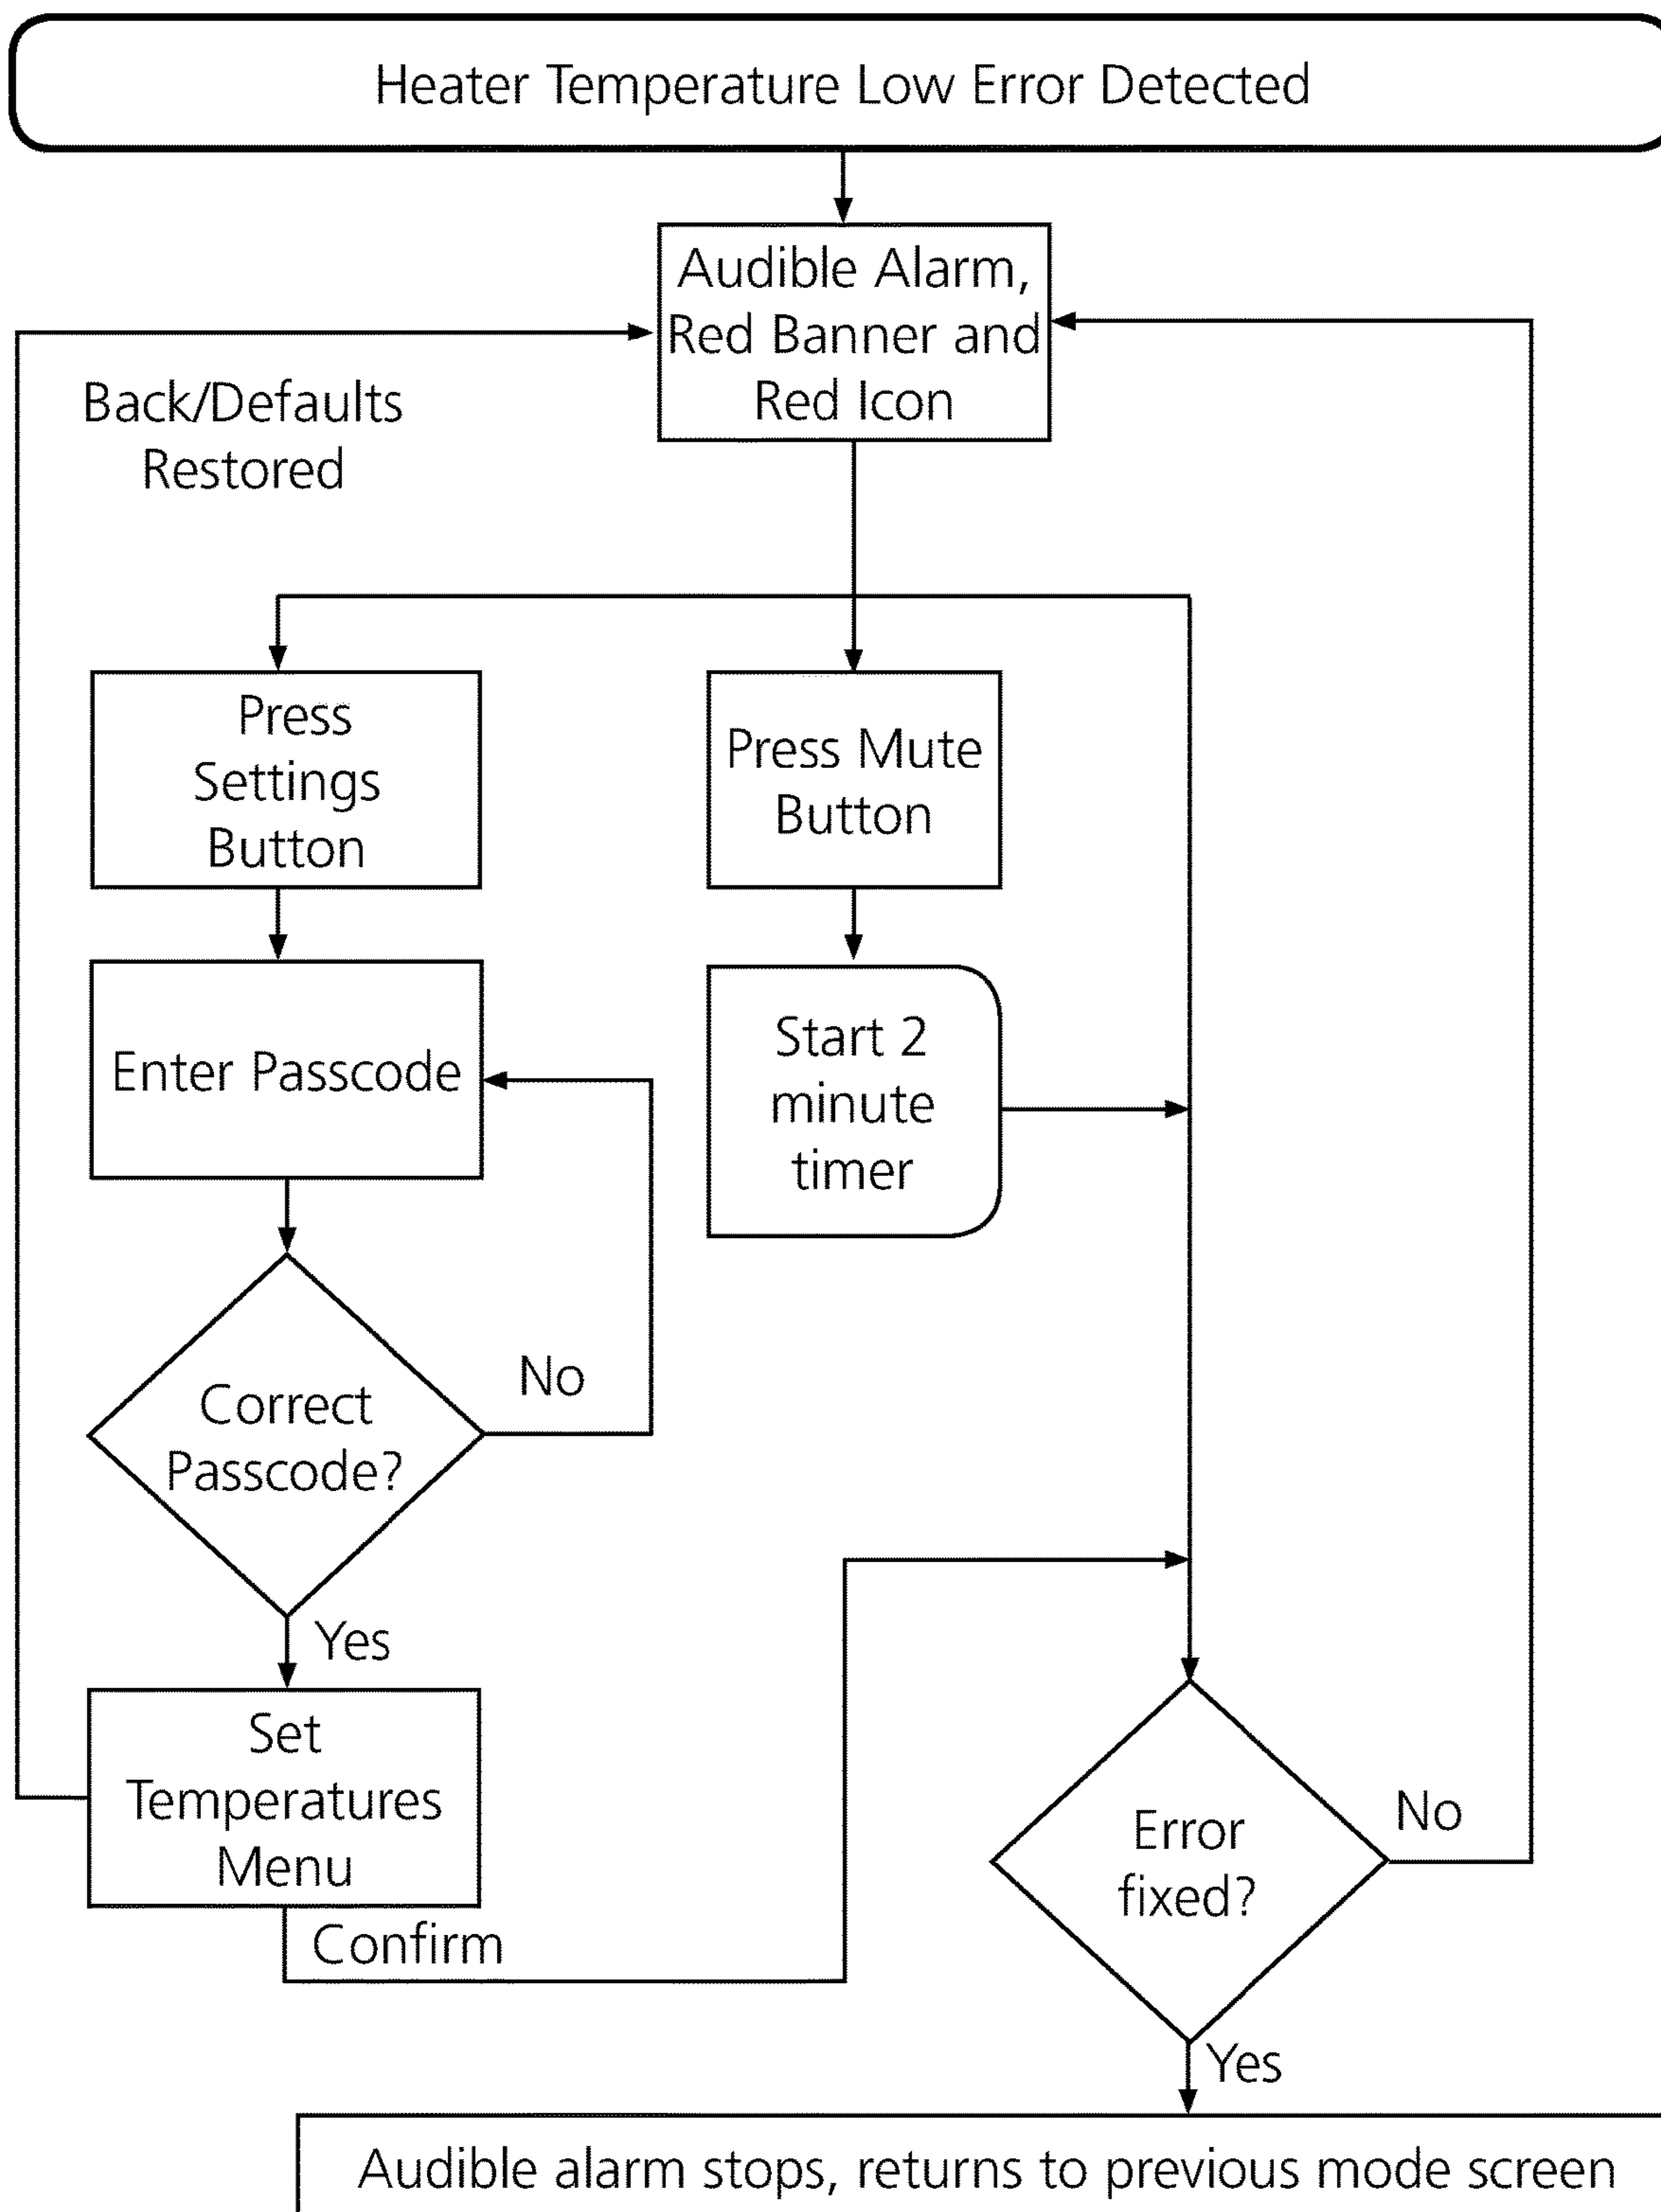 Heater Temperature Low Error Detected
Audible Alarm,
Red Banner and
Red Icon
Back/Defaults
Restored
Press
Settings
Button
Press Mute
Button
Enter Passcode
Start 2
minute
timer
Correct
Passcode?
No
Yes
Set
Temperatures
Menu
Confirm
Error
fixed?
No
Yes
Audible alarm stops, returns to previous mode screen